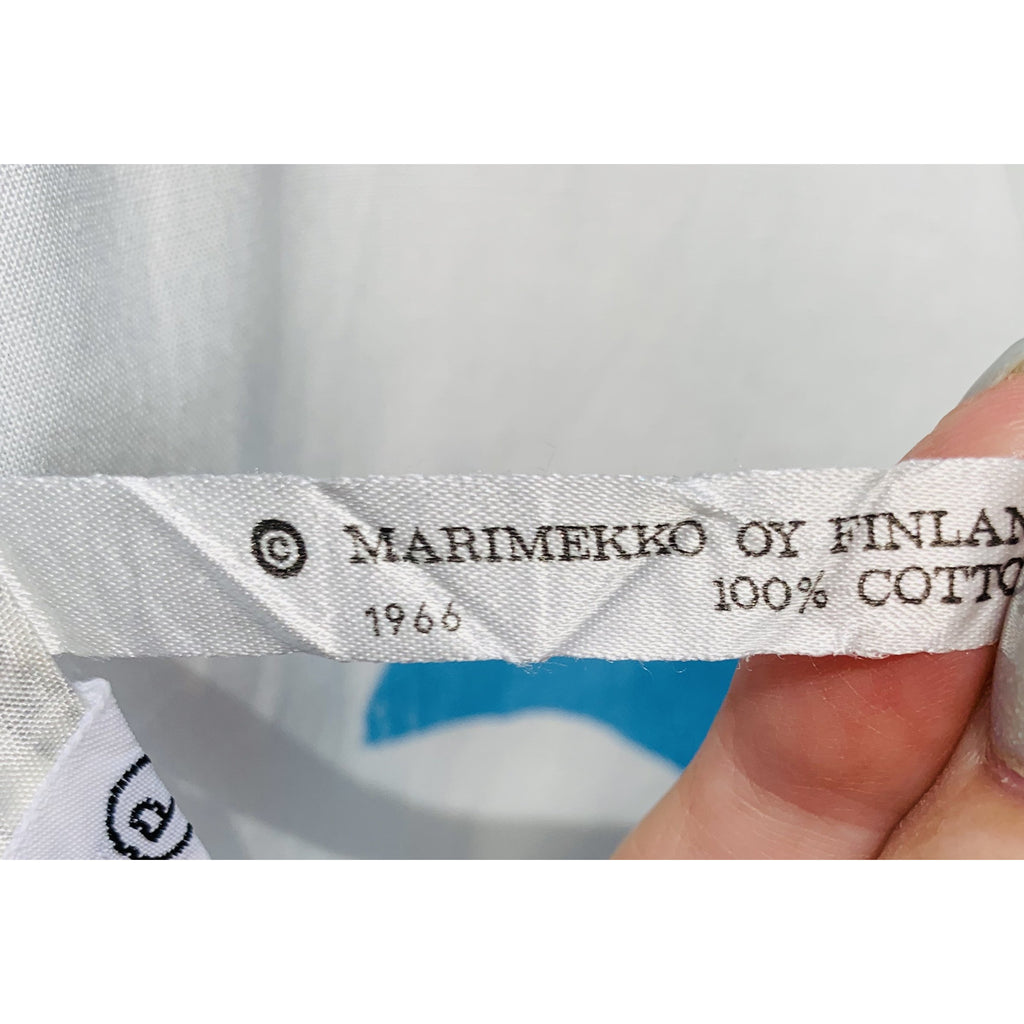 © MARIMEKKO OY FINLAN
1966 100% COTTO